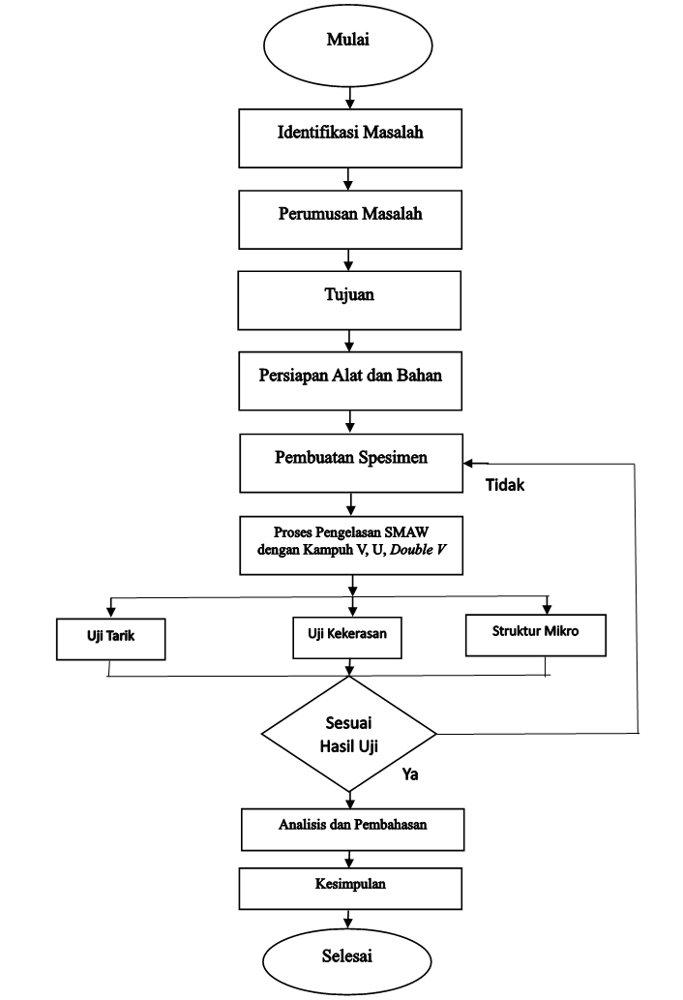 Mulai
Identifikasi Masalah
Perumusan Masalah
Tujuan
Persiapan Alat dan Bahan
Pembuatan Spesimen
Tidak
Proses Pengelasan SMAW
dengan Kampuh V, U, Double V
Uji Tarik
Uji Kekerasan
Struktur Mikro
Sesuai
Hasil Uji
Ya
Analisis dan Pembahasan
Kesimpulan
Selesai